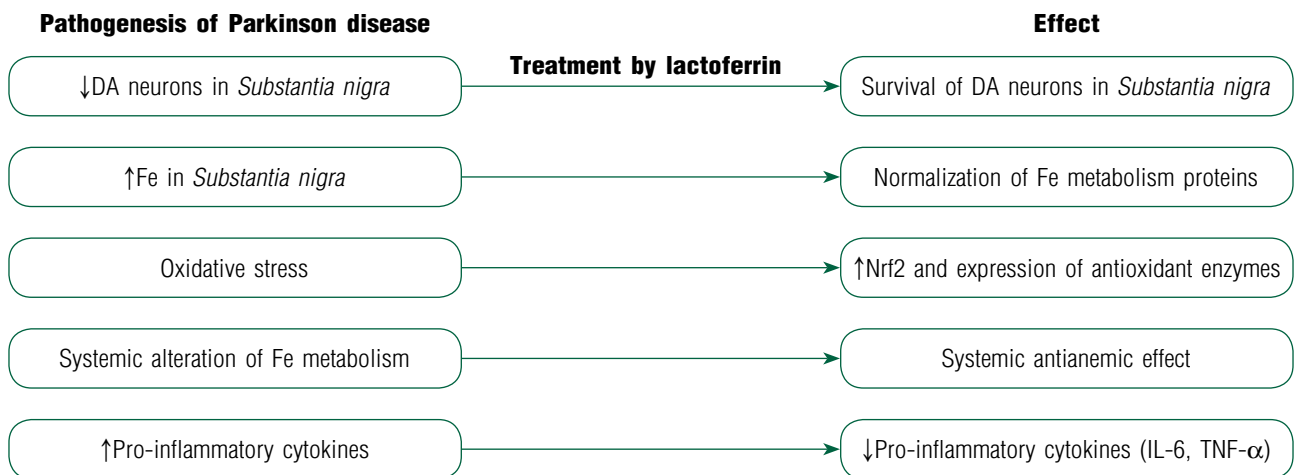 Pathogenesis of Parkinson disease
Effect
Treatment by lactoferrin
↓DA neurons in Substantia nigra
Survival of DA neurons in Substantia nigra
↑Fe in Substantia nigra
Normalization of Fe metabolism proteins
Oxidative stress
↑Nrf2 and expression of antioxidant enzymes
Systemic alteration of Fe metabolism
Systemic antianemic effect
↑Pro-inflammatory cytokines
↓Pro-inflammatory cytokines (IL-6, TNF-α)